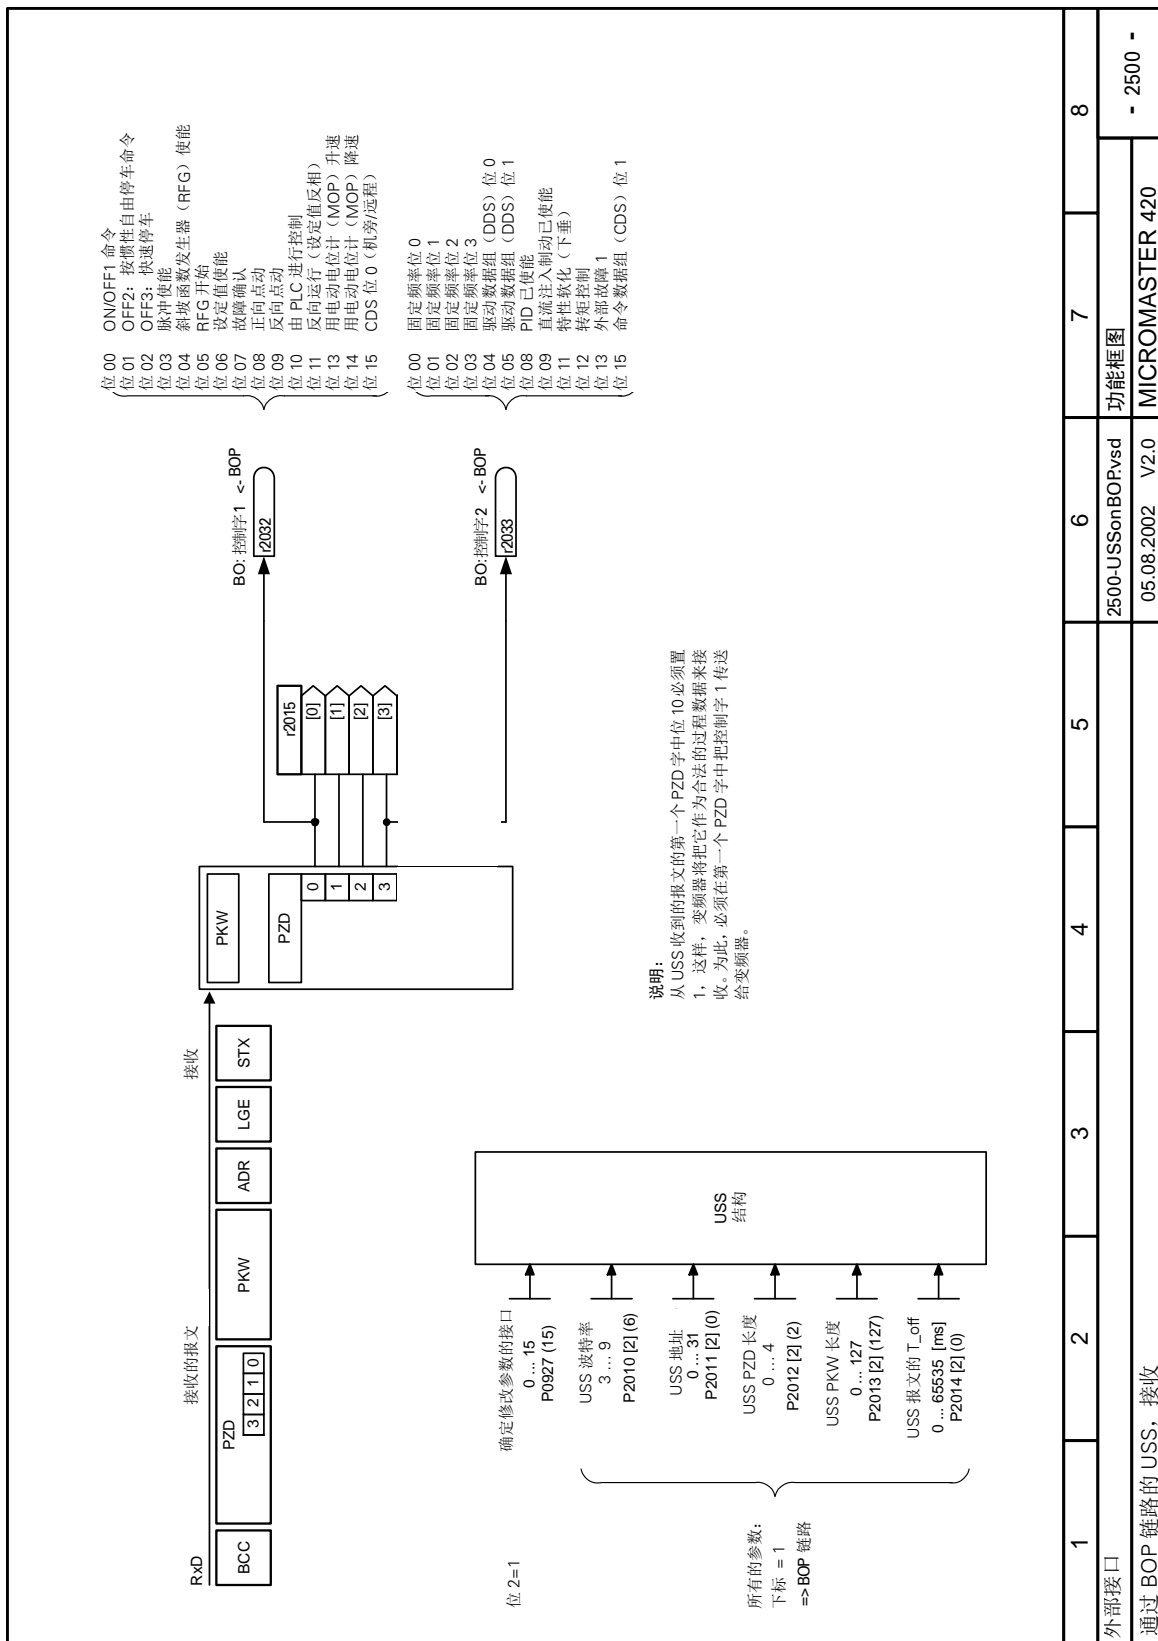 RxD
接收的报文
接收
BCC
PZD
3 2 1 0
PKW
ADR
LGE
STX
PKW
PZD
0
1
2
3
r2015
[0]
[1]
[2]
[3]
BO: 控制字 1 <- BOP
r2032
BO: 控制字 2 <- BOP
r2033
位 00 ON/OFF1 命令
位 01 OFF2：按惯性自由停车命令
位 02 OFF3：快速停车
位 03 脉冲使能
位 04 斜坡函数发生器（RFG）使能
位 05 RFG 开始
位 06 设定值使能
位 07 故障确认
位 08 正向点动
位 09 反向点动
位 10 由 PLC 进行控制
位 11 反向运行（设定值反相）
位 13 用电动电位计（MOP）升速
位 14 用电动电位计（MOP）降速
位 15 CDS 位 0（机旁/远程）
位 00 固定频率位 0
位 01 固定频率位 1
位 02 固定频率位 2
位 03 固定频率位 3
位 04 驱动数据组（DDS）位 0
位 05 驱动数据组（DDS）位 1
位 08 PID 已使能
位 09 直流注入制动已使能
位 11 特性软化（下垂）
位 12 转矩控制
位 13 外部故障 1
位 15 命令数据组（CDS）位 1
位 2=1
确定修改参数的接口
0 ... 15
P0927 (15)
USS 波特率
3 ... 9
P2010 [2] (6)
USS 地址
0 ... 31
P2011 [2] (0)
USS PZD 长度
0 ... 4
P2012 [2] (2)
USS PKW 长度
0 ... 127
P2013 [2] (127)
USS 报文的 T_off
0 ... 65535 [ms]
P2014 [2] (0)
所有的参数：
下标 = 1
=> BOP 链路
USS
结构
说明：
从 USS 收到的报文的第一个 PZD 字中位 10 必须置
1，这样，变频器将把它作为合法的过程数据来接
收。为此，必须在第一个 PZD 字中把控制字 1 传送
给变频器。
1 2 3 4 5 6 7 8
外部接口
2500-USSonBOP.vsd
功能框图
- 2500 -
通过 BOP 链路的 USS，接收
05.08.2002 V2.0
MICROMASTER 420